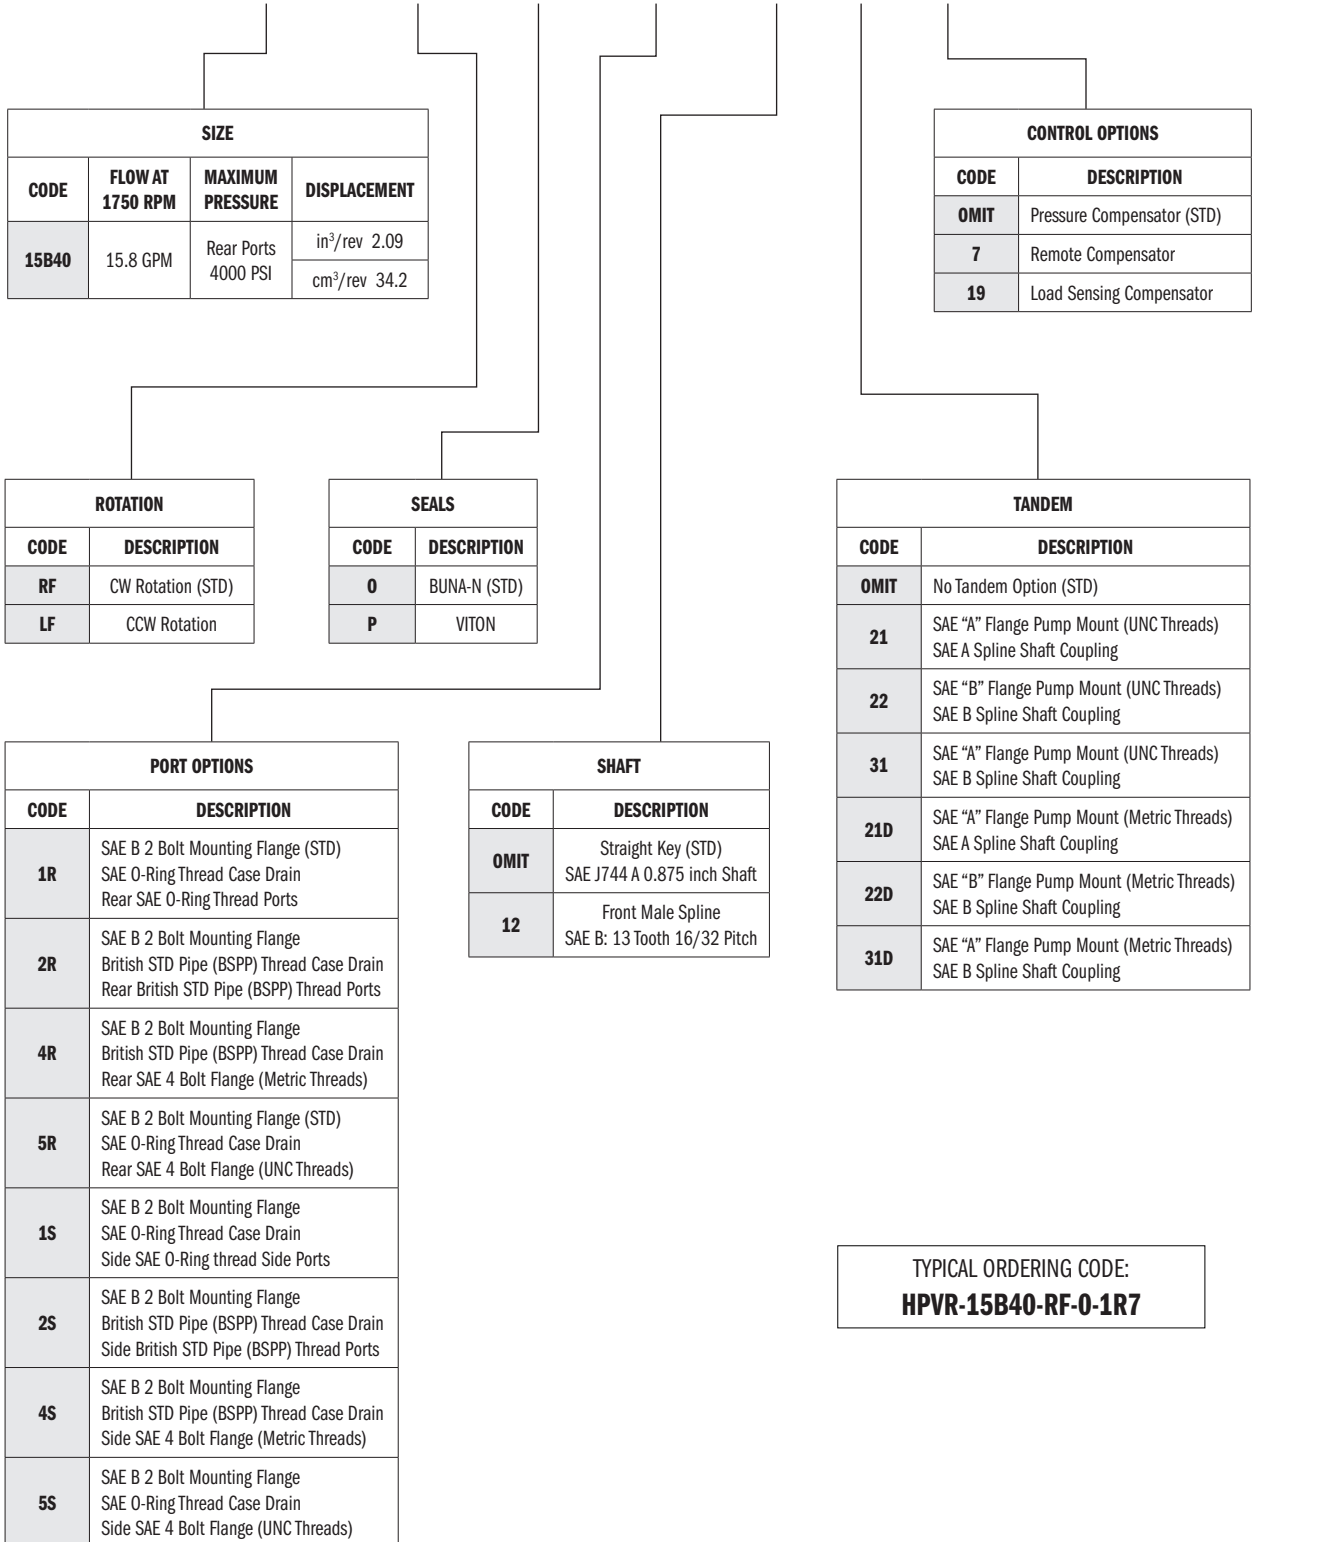 SIZE
CODE
FLOW AT
1750 RPM
MAXIMUM
PRESSURE
DISPLACEMENT
15B40
15.8 GPM
Rear Ports
4000 PSI
in³/rev 2.09
cm³/rev 34.2
CONTROL OPTIONS
CODE DESCRIPTION
OMIT Pressure Compensator (STD)
7 Remote Compensator
19 Load Sensing Compensator
ROTATION
CODE DESCRIPTION
RF CW Rotation (STD)
LF CCW Rotation
SEALS
CODE DESCRIPTION
0 BUNA-N (STD)
P VITON
TANDEM
CODE DESCRIPTION
OMIT No Tandem Option (STD)
21
SAE “A” Flange Pump Mount (UNC Threads)
SAE A Spline Shaft Coupling
22
SAE “B” Flange Pump Mount (UNC Threads)
SAE B Spline Shaft Coupling
31
SAE “A” Flange Pump Mount (UNC Threads)
SAE B Spline Shaft Coupling
21D
SAE “A” Flange Pump Mount (Metric Threads)
SAE A Spline Shaft Coupling
22D
SAE “B” Flange Pump Mount (Metric Threads)
SAE B Spline Shaft Coupling
31D
SAE “A” Flange Pump Mount (Metric Threads)
SAE B Spline Shaft Coupling
PORT OPTIONS
CODE DESCRIPTION
1R
SAE B 2 Bolt Mounting Flange (STD)
SAE O-Ring Thread Case Drain
Rear SAE O-Ring Thread Ports
2R
SAE B 2 Bolt Mounting Flange
British STD Pipe (BSPP) Thread Case Drain
Rear British STD Pipe (BSPP) Thread Ports
4R
SAE B 2 Bolt Mounting Flange
British STD Pipe (BSPP) Thread Case Drain
Rear SAE 4 Bolt Flange (Metric Threads)
5R
SAE B 2 Bolt Mounting Flange (STD)
SAE O-Ring Thread Case Drain
Rear SAE 4 Bolt Flange (UNC Threads)
1S
SAE B 2 Bolt Mounting Flange
SAE O-Ring Thread Case Drain
Side SAE O-Ring thread Side Ports
2S
SAE B 2 Bolt Mounting Flange
British STD Pipe (BSPP) Thread Case Drain
Side British STD Pipe (BSPP) Thread Ports
4S
SAE B 2 Bolt Mounting Flange
British STD Pipe (BSPP) Thread Case Drain
Side SAE 4 Bolt Flange (Metric Threads)
5S
SAE B 2 Bolt Mounting Flange
SAE O-Ring Thread Case Drain
Side SAE 4 Bolt Flange (UNC Threads)
SHAFT
CODE DESCRIPTION
OMIT
Straight Key (STD)
SAE J744 A 0.875 inch Shaft
12
Front Male Spline
SAE B: 13 Tooth 16/32 Pitch
TYPICAL ORDERING CODE:
HPVR-15B40-RF-0-1R7